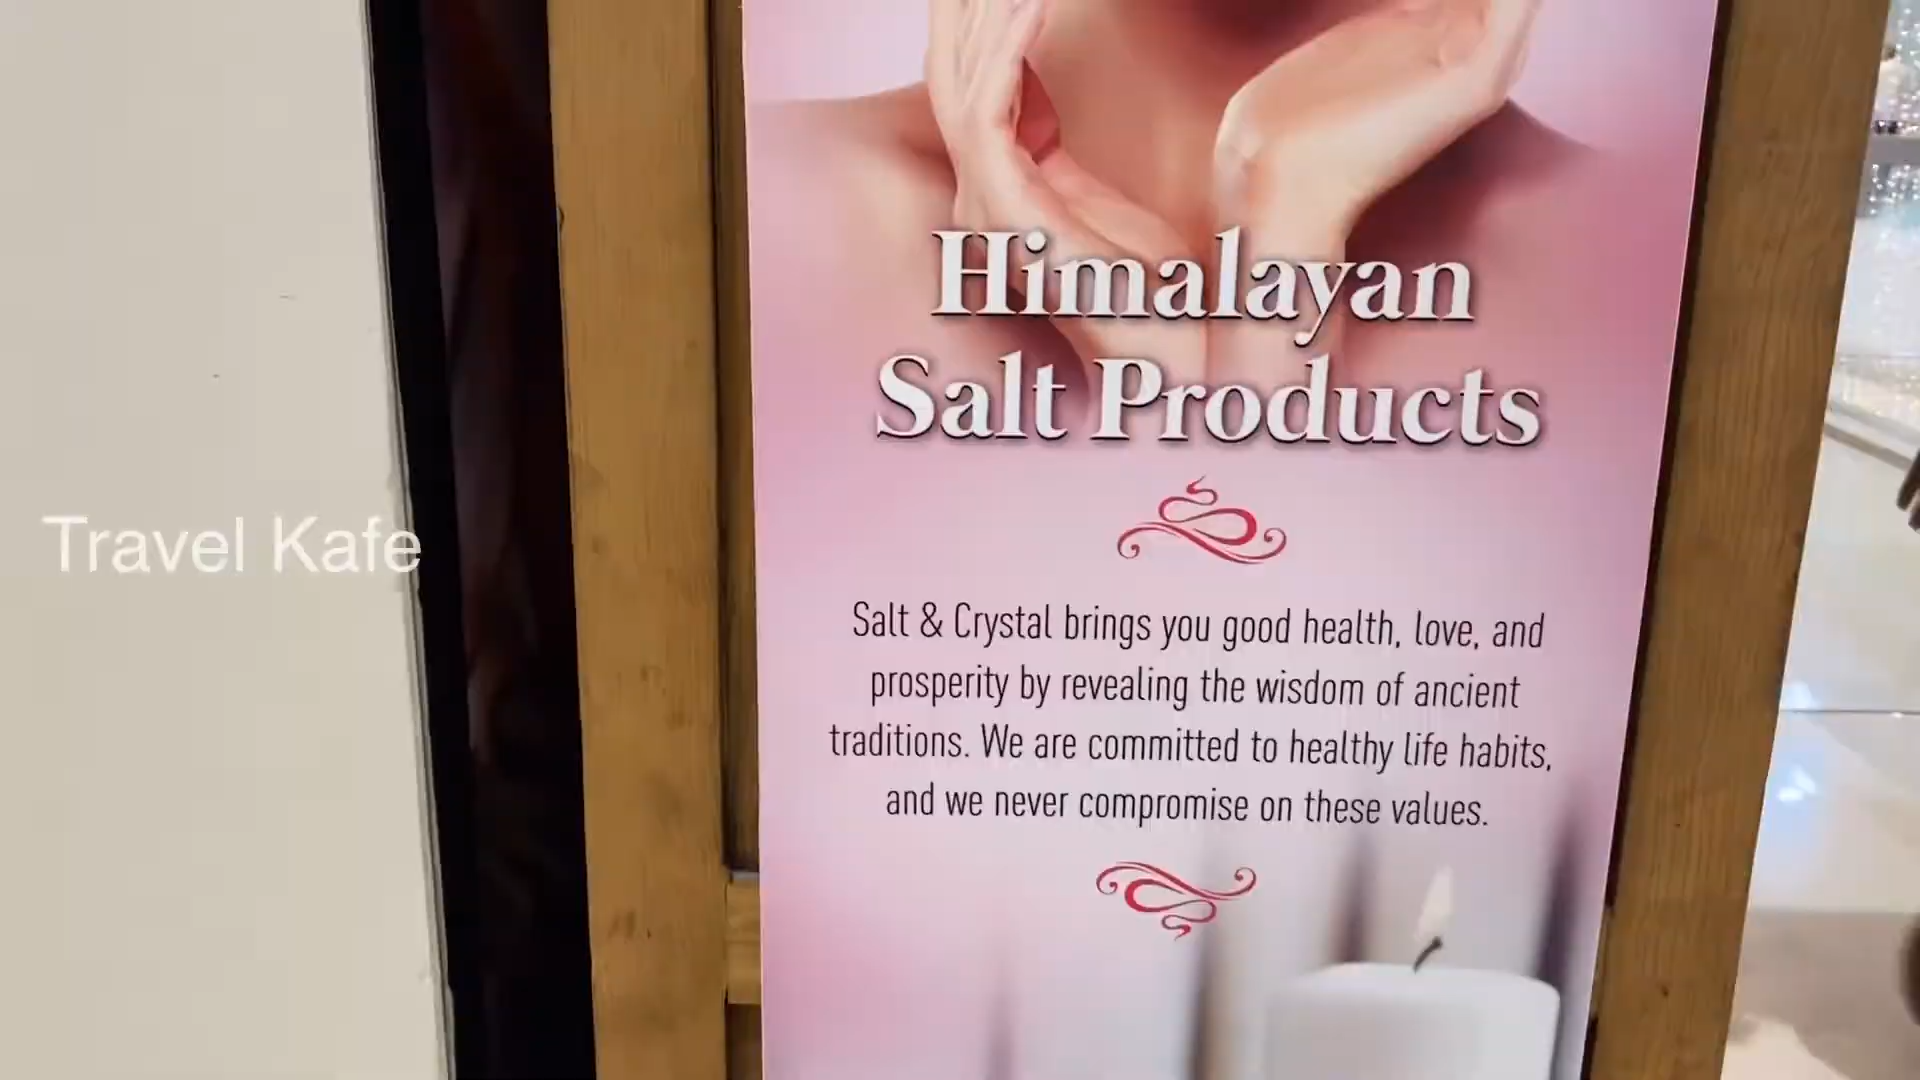 Himalayan
Salt Products
Travel Kafe
Salt & Crystal brings you good health, love, and
prosperity by revealing the wisdom of ancient
traditions. We are committed to healthy life habits,
and we never compromise on these values.